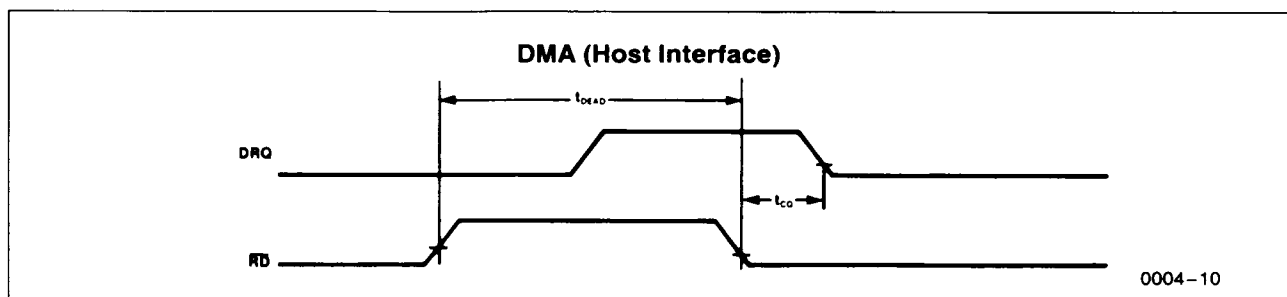 DMA (Host Interface)
tDEAD
DRQ
tCQ
RD
0004-10